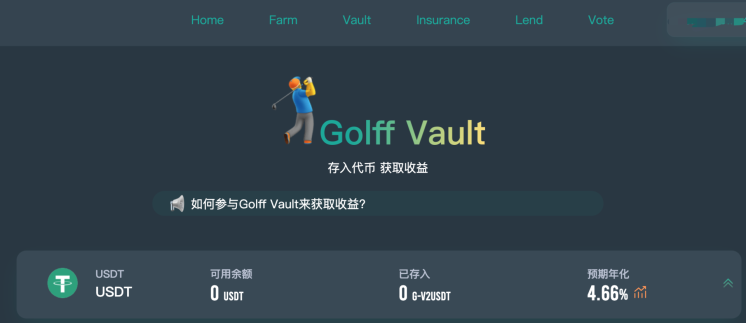 Home Farm Vault Insurance Lend Vote
Golff Vault
存入代币 获取收益
如何参与Golff Vault来获取收益?
USDT 可用余额 已存入 预期年化
USDT 0 USDT 0 G-V2USDT 4.66%